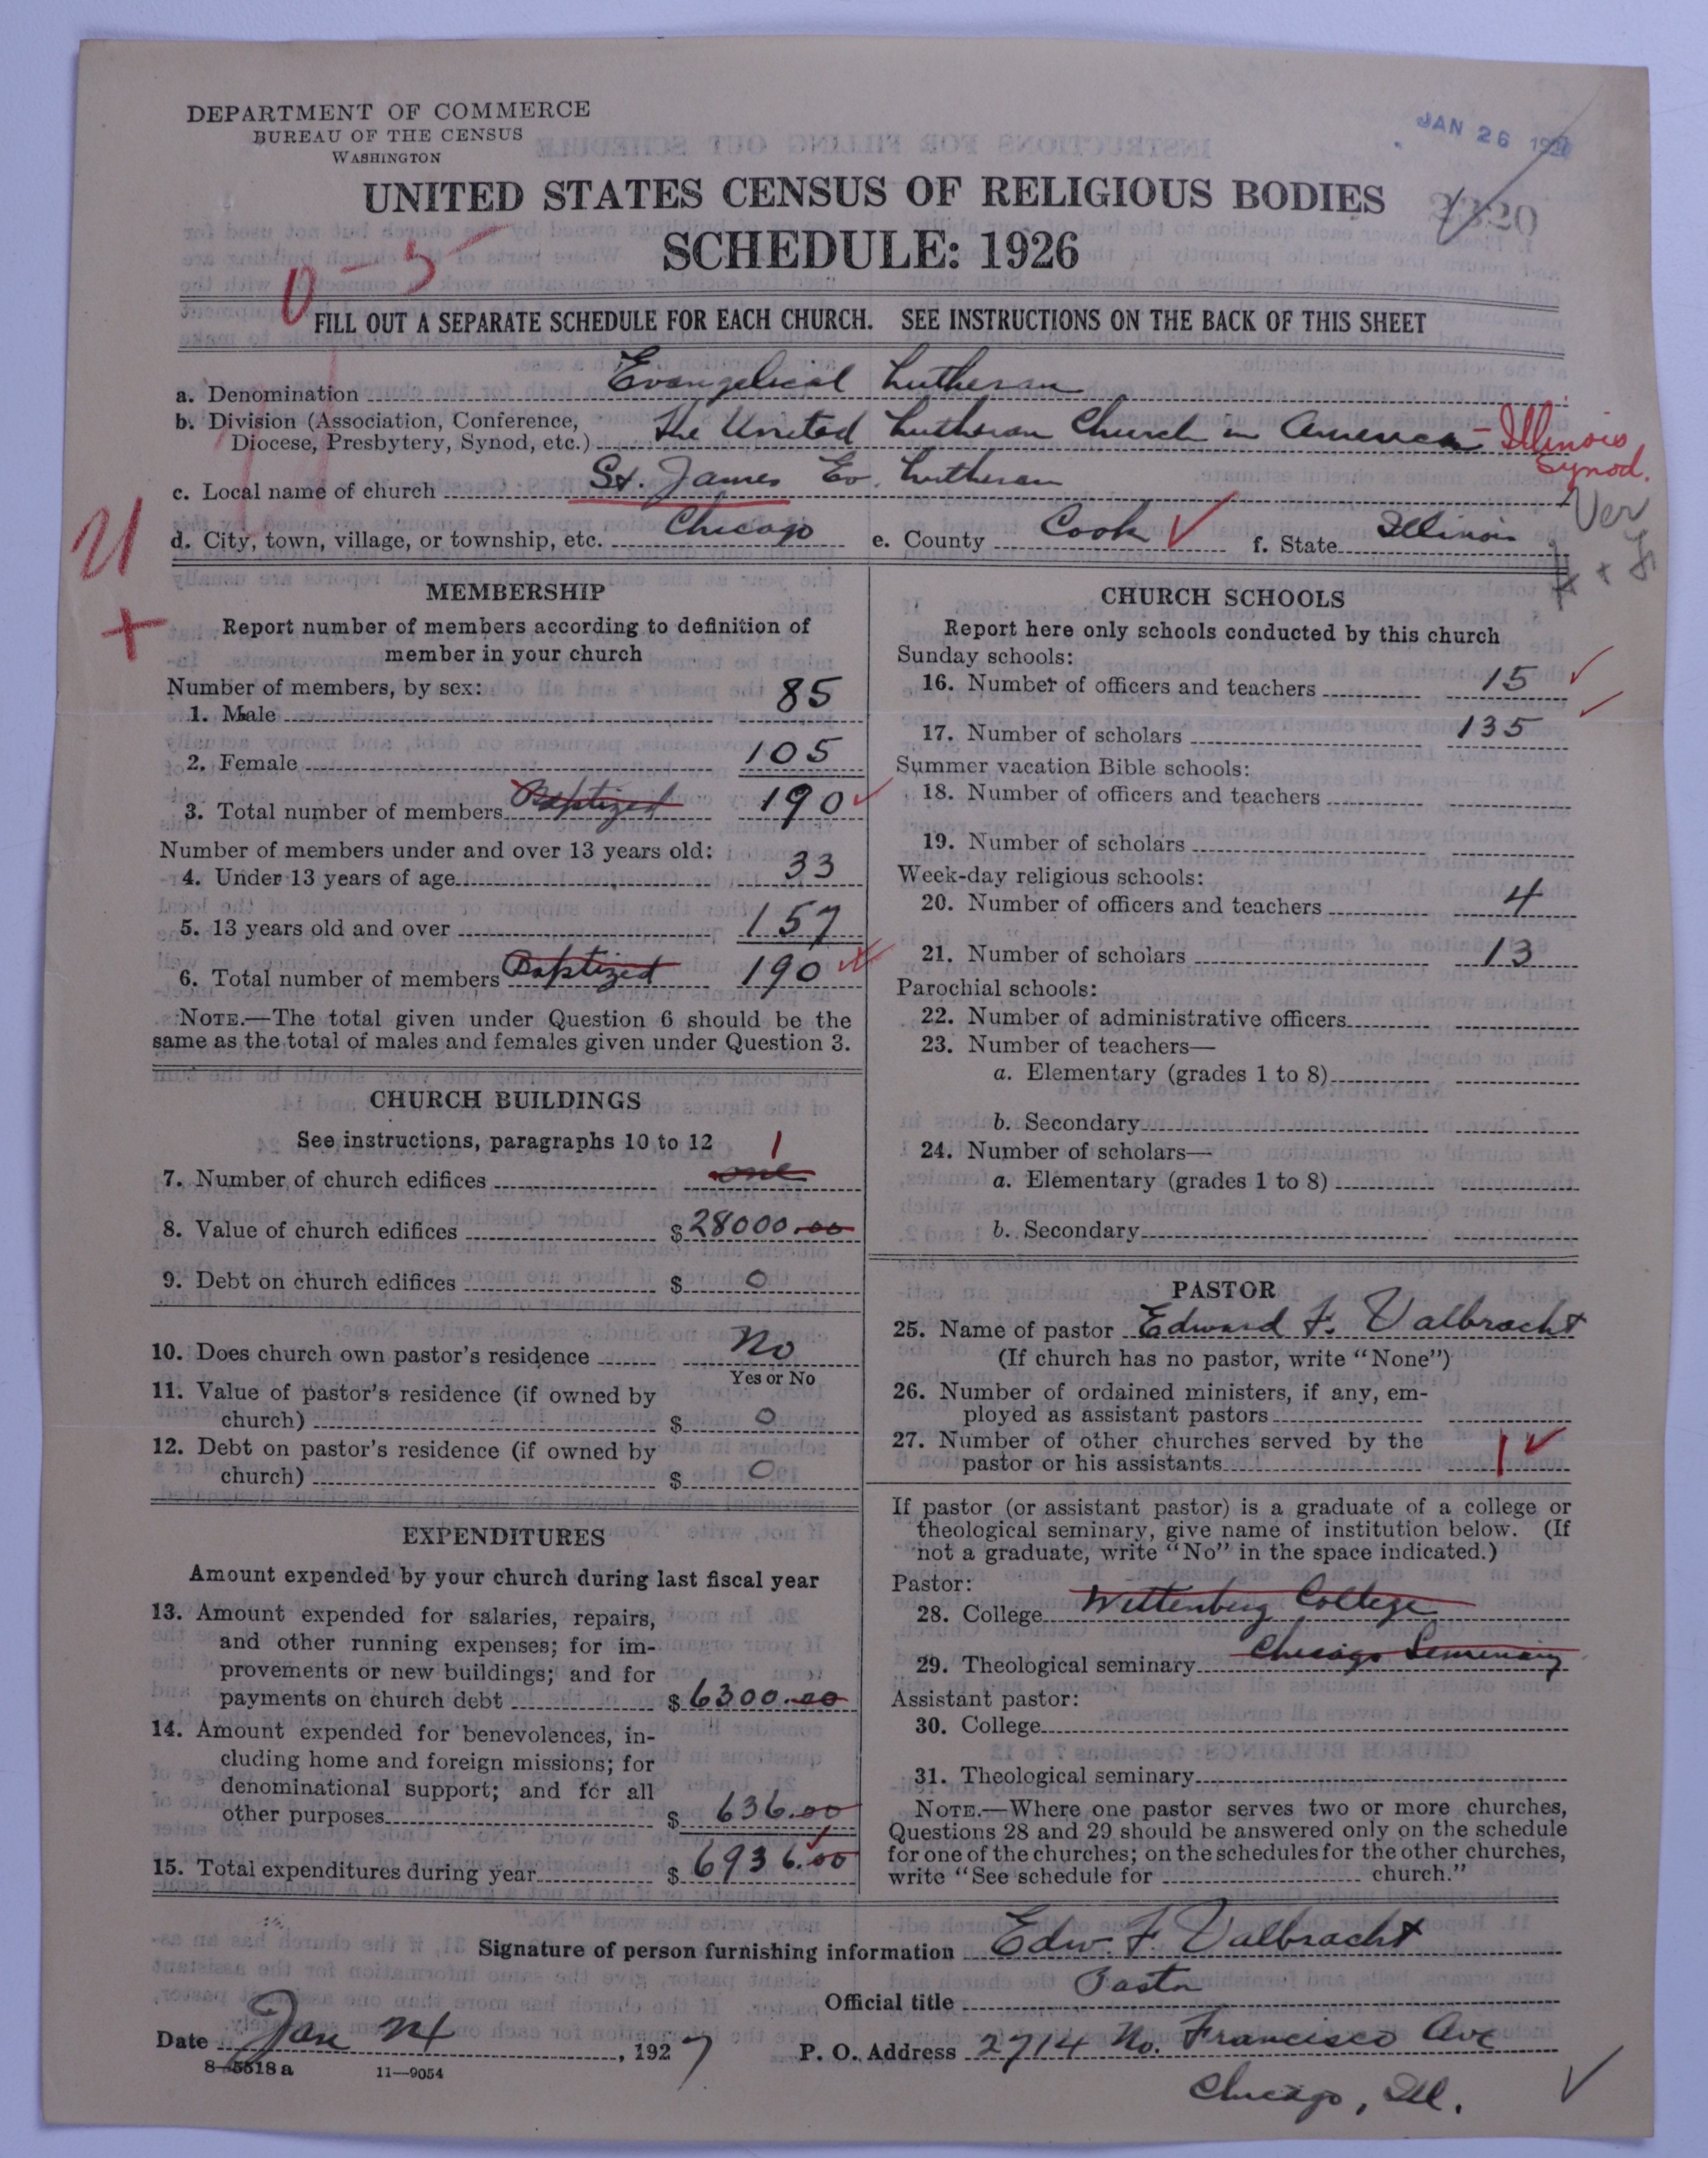 DEPARTMENT OF COMMERCE
BUREAU OF THE CENSUS
WASHINGTON
JAN 26 192
UNITED STATES CENSUS OF RELIGIOUS BODIES
SCHEDULE: 1926
0-5
FILL OUT A SEPARATE SCHEDULE FOR EACH CHURCH. SEE INSTRUCTIONS ON THE BACK OF THIS SHEET
a. Denomination Evangelical Lutheran
b. Division (Association, Conference,
Diocese, Presbytery, Synod, etc.) The United Lutheran Church in America - Illinois
Synod.
c. Local name of church St. James Ev. Lutheran
Ver
d. City, town, village, or township, etc. Chicago e. County Cook f. State Illinois
MEMBERSHIP
Report number of members according to definition of
member in your church
Number of members, by sex:
1. Male 85
2. Female 105
3. Total number of members Baptized 190
Number of members under and over 13 years old:
4. Under 13 years of age 33
5. 13 years old and over 157
6. Total number of members Baptized 190
NOTE.—The total given under Question 6 should be the
same as the total of males and females given under Question 3.
CHURCH BUILDINGS
See instructions, paragraphs 10 to 12
1
7. Number of church edifices one
8. Value of church edifices $ 28000.00
9. Debt on church edifices $ 0
10. Does church own pastor's residence No
Yes or No
11. Value of pastor's residence (if owned by
church) $ 0
12. Debt on pastor's residence (if owned by
church) $ 0
EXPENDITURES
Amount expended by your church during last fiscal year
13. Amount expended for salaries, repairs,
and other running expenses; for im-
provements or new buildings; and for
payments on church debt $ 6300.00
14. Amount expended for benevolences, in-
cluding home and foreign missions; for
denominational support; and for all
other purposes $ 636.00
15. Total expenditures during year $ 6936.00
CHURCH SCHOOLS
Report here only schools conducted by this church
Sunday schools:
16. Number of officers and teachers 15
17. Number of scholars 135
Summer vacation Bible schools:
18. Number of officers and teachers
19. Number of scholars
Week-day religious schools:
20. Number of officers and teachers 4
21. Number of scholars 13
Parochial schools:
22. Number of administrative officers
23. Number of teachers—
a. Elementary (grades 1 to 8)
b. Secondary
24. Number of scholars—
a. Elementary (grades 1 to 8)
b. Secondary
PASTOR
25. Name of pastor Edward F. Valbracht
(If church has no pastor, write "None")
26. Number of ordained ministers, if any, em-
ployed as assistant pastors
27. Number of other churches served by the
pastor or his assistants 1
If pastor (or assistant pastor) is a graduate of a college or
theological seminary, give name of institution below. (If
not a graduate, write "No" in the space indicated.)
Pastor:
28. College Wittenberg College
29. Theological seminary Chicago Seminary
Assistant pastor:
30. College
31. Theological seminary
NOTE.—Where one pastor serves two or more churches,
Questions 28 and 29 should be answered only on the schedule
for one of the churches; on the schedules for the other churches,
write "See schedule for church."
Signature of person furnishing information Edw. F. Valbracht
Official title Pastor
Date Jan 24, 1927
P. O. Address 2714 No. Francisco Ave
Chicago, Ill.
8-5518 a 11—9054